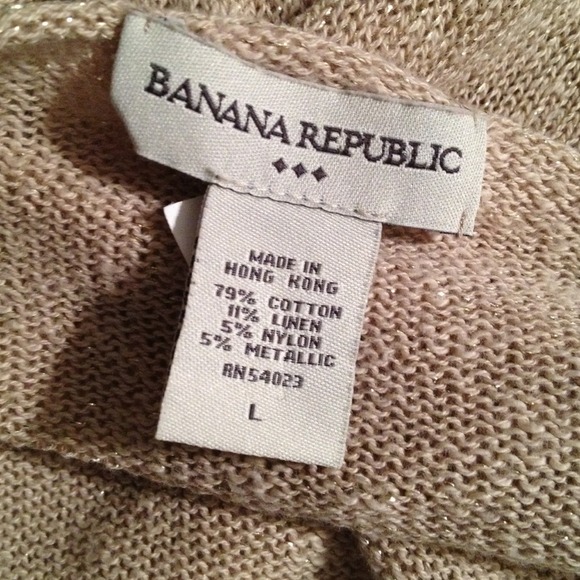 BANANA REPUBLIC
MADE IN
HONG KONG
79% COTTON
11% LINEN
5% NYLON
5% METALLIC
RN54023
L